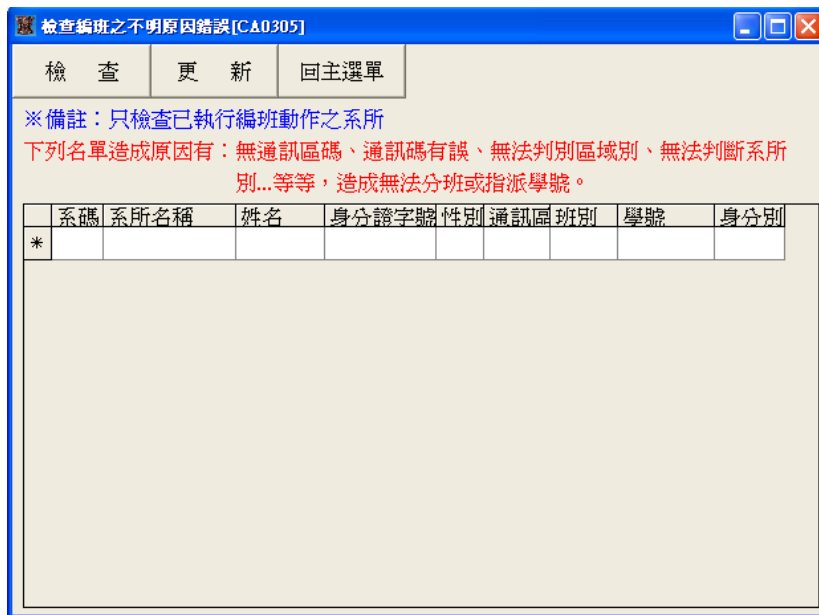 檢查編班之不明原因錯誤[CA0305]
檢 查 更 新 回主選單
※備註：只檢查已執行編班動作之系所
下列名單造成原因有：無通訊區碼、通訊碼有誤、無法判別區域別、無法判斷系所
別...等等，造成無法分班或指派學號。
系碼 系所名稱 姓名 身分證字號 性別 通訊區 班別 學號 身分別
*